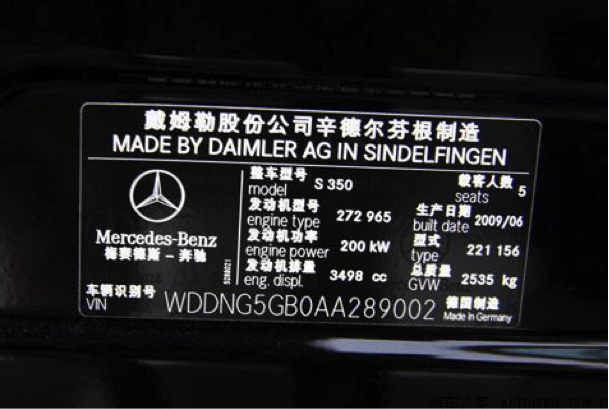 戴姆勒股份公司辛德尔芬根制造
MADE BY DAIMLER AG IN SINDELFINGEN
Mercedes-Benz
梅赛德斯-奔驰
整车型号
model S 350
载客人数
seats 5
发动机型号
engine type 272 965
生产日期
built date 2009/06
发动机功率
engine power 200 kW
型式
type 221 156
发动机排量
eng. displ. 3498 cc
总质量
GVW 2535 kg
车辆识别号
VIN WDDNG5GB0AA289002
德国制造
Made in Germany